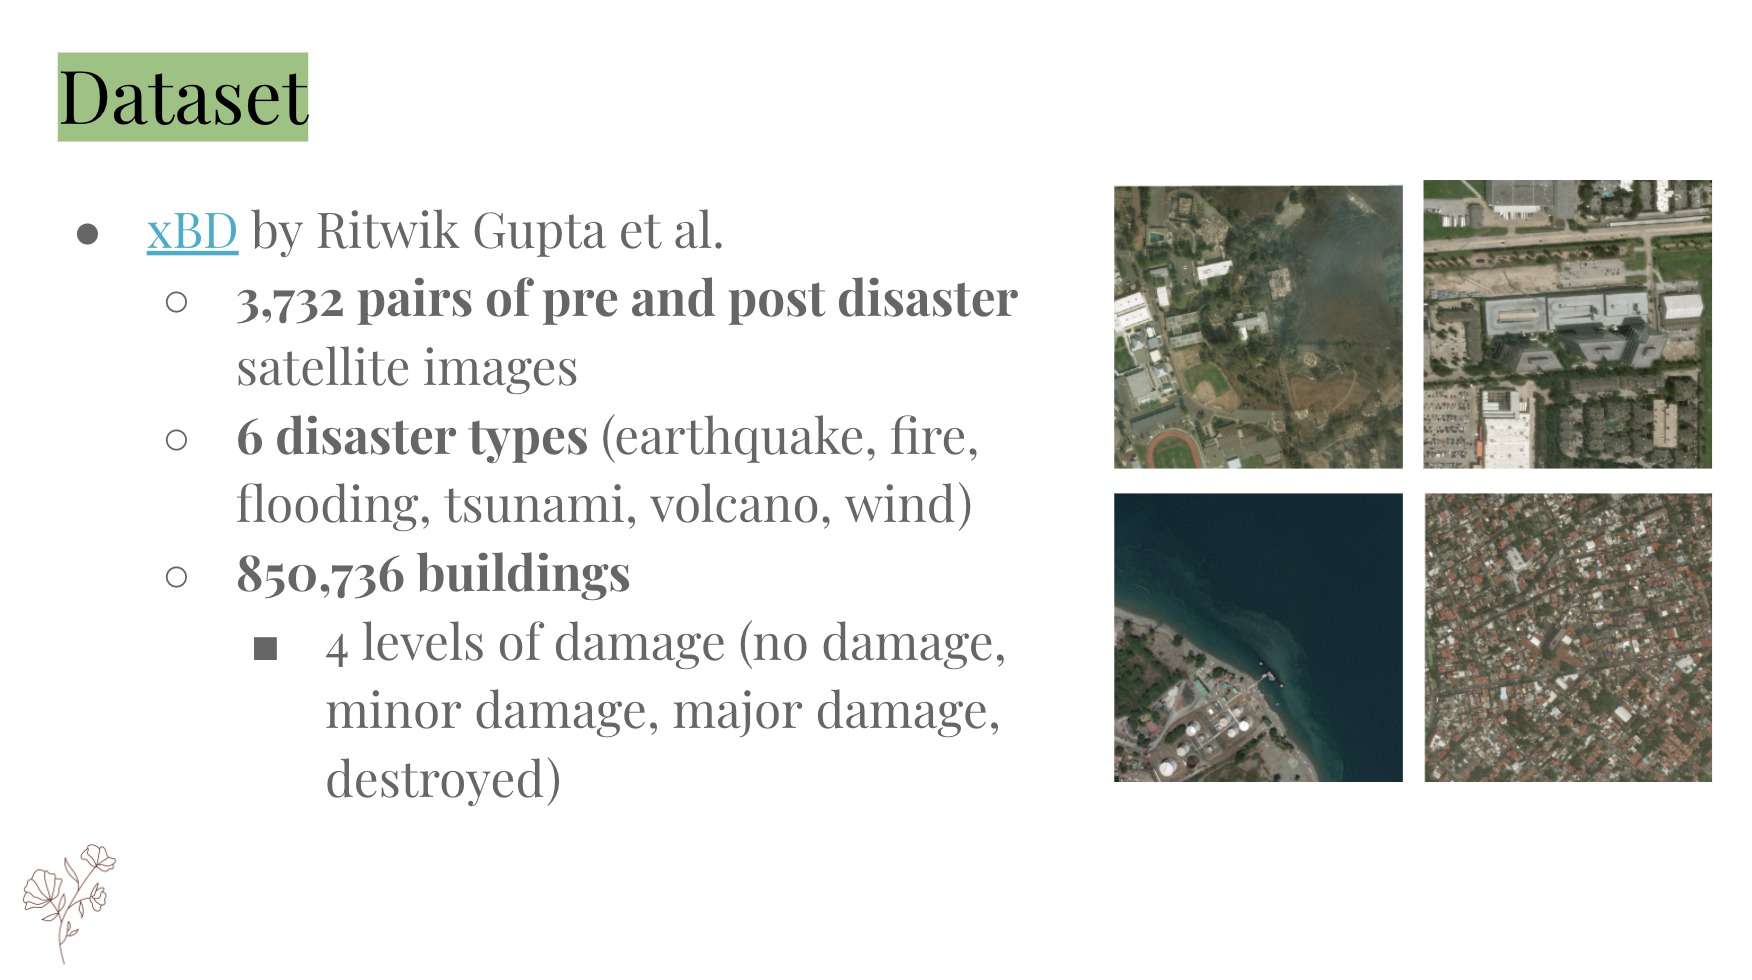 Dataset
● xBD by Ritwik Gupta et al.
○ 3,732 pairs of pre and post disaster
satellite images
○ 6 disaster types (earthquake, fire,
flooding, tsunami, volcano, wind)
○ 850,736 buildings
■ 4 levels of damage (no damage,
minor damage, major damage,
destroyed)